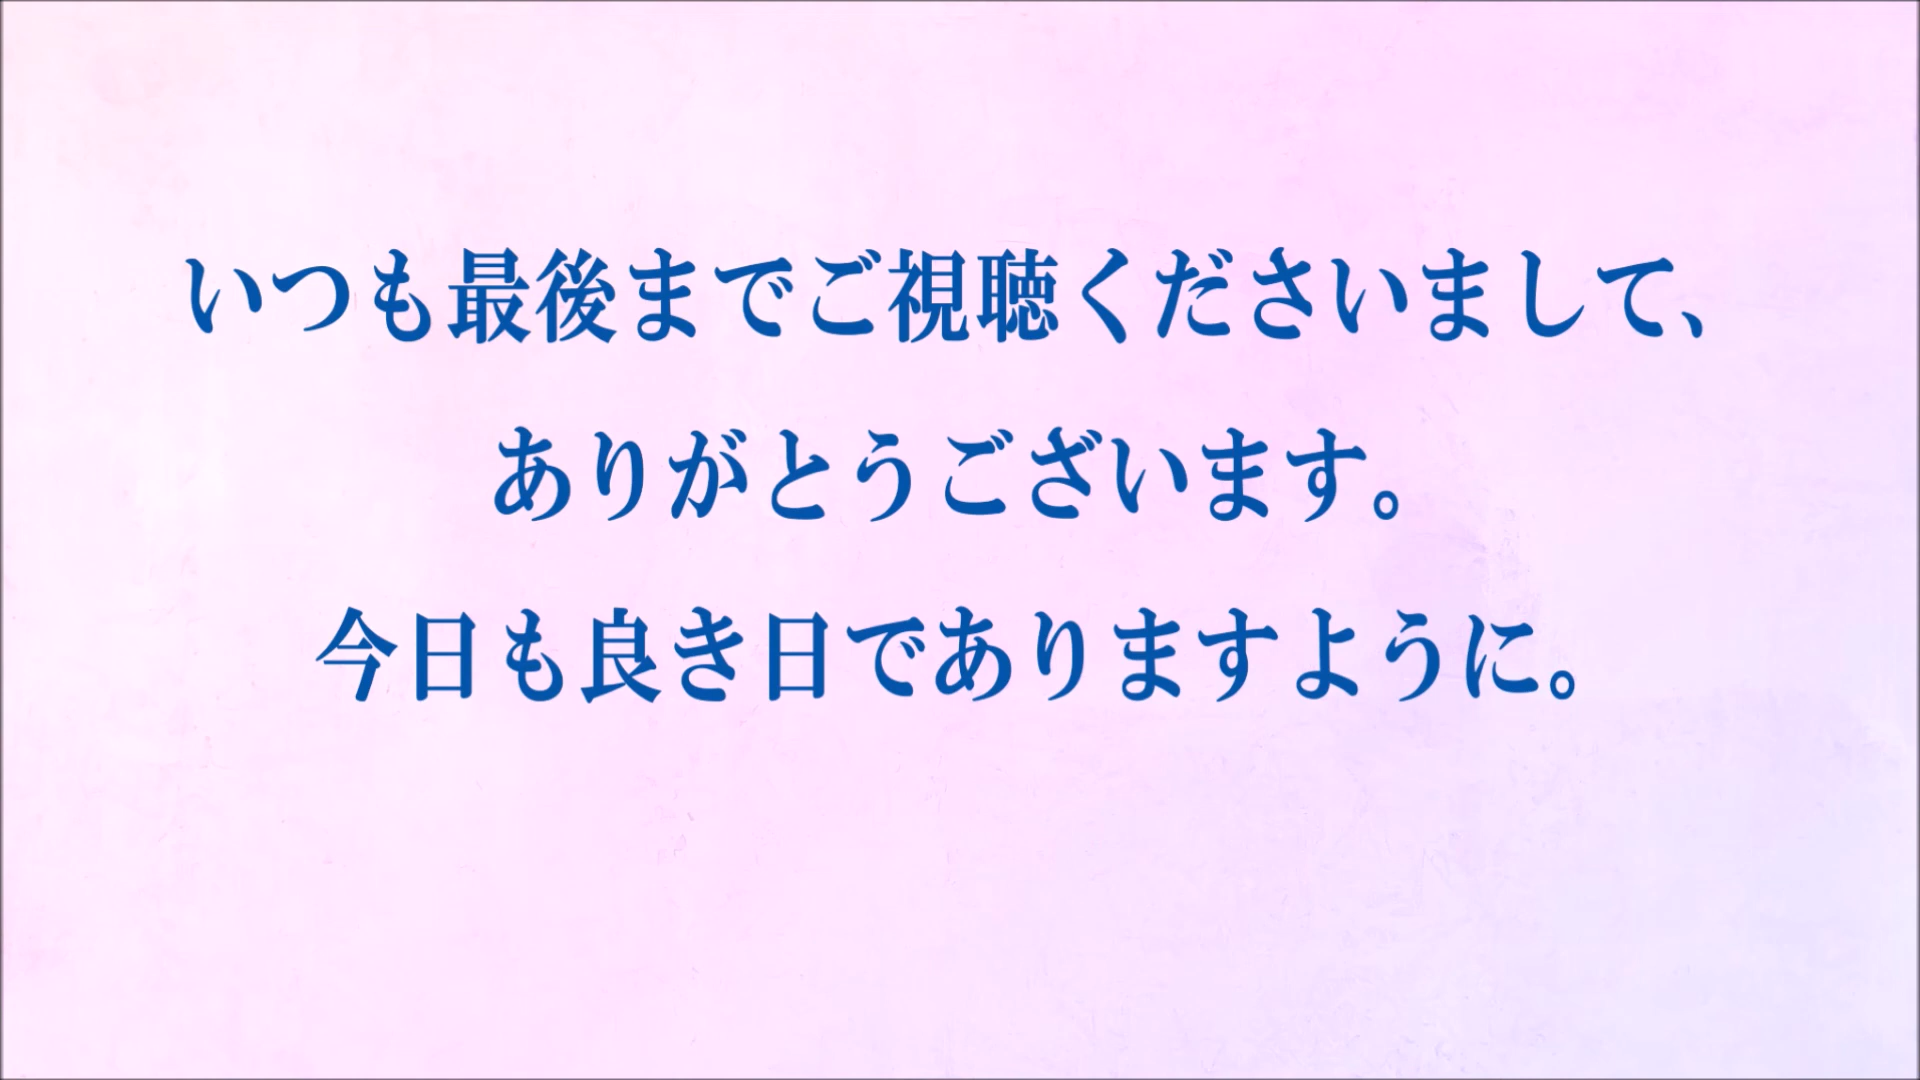 いつも最後までご視聴くださいまして、
ありがとうございます。
今日も良き日でありますように。